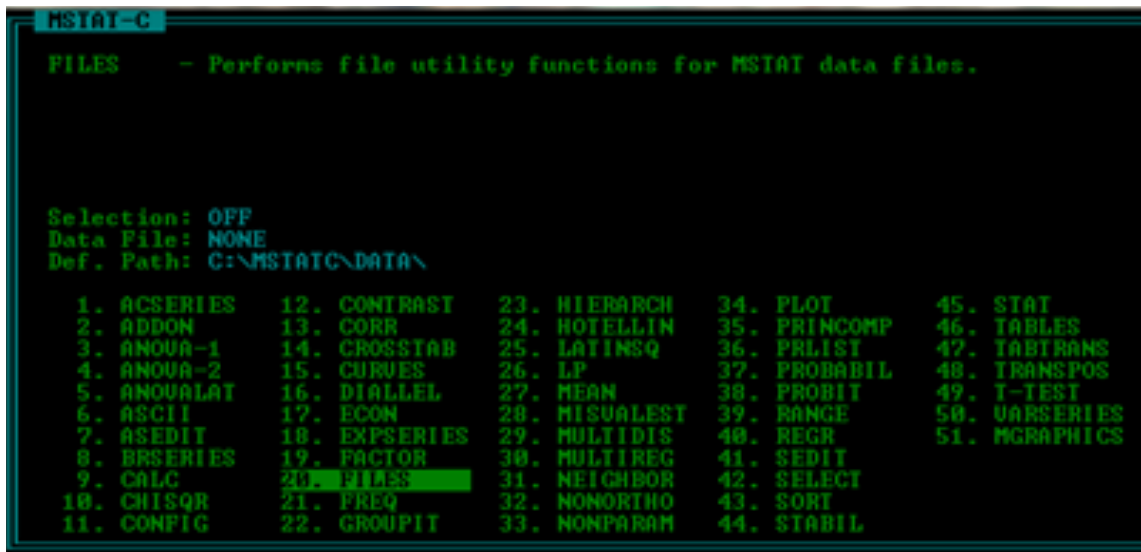 MSTAT-C
FILES - Performs file utility functions for MSTAT data files.
Selection: OFF
Data File: NONE
Def. Path: C:\MSTATC\DATA\
1. ACSERIES 12. CONTRAST 23. HIERARCH 34. PLOT 45. STAT
2. ADDON 13. CORR 24. HOTELLIN 35. PRINCOMP 46. TABLES
3. ANOVA-1 14. CROSSTAB 25. LATINSQ 36. PRLIST 47. TABTRANS
4. ANOVA-2 15. CURVES 26. LP 37. PROBABIL 48. TRANSPOS
5. ANOVALAT 16. DIALLEL 27. MEAN 38. PROBIT 49. T-TEST
6. ASCII 17. ECON 28. MISVALEST 39. RANGE 50. VARSERIES
7. ASEDIT 18. EXPSERIES 29. MULTIDIS 40. REGR 51. MGRAPHICS
8. BRSERIES 19. FACTOR 30. MULTIREG 41. SEDIT
9. CALC 20. FILES 31. NEIGHBOR 42. SELECT
10. CHISQR 21. FREQ 32. NONORTHO 43. SORT
11. CONFIG 22. GROUPIT 33. NONPARAM 44. STABIL